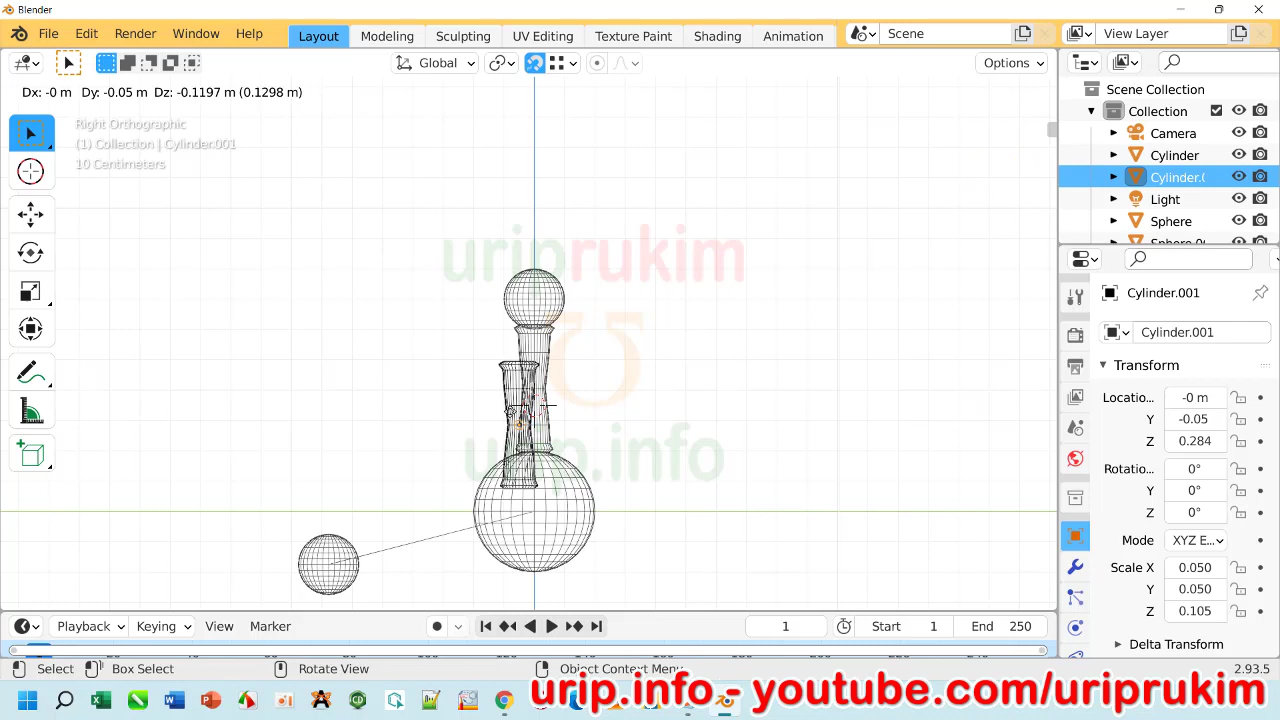 Blender
File Edit Render Window Help Layout Modeling Sculpting UV Editing Texture Paint Shading Animation Scene View Layer
Global Options
Dx: -0 m Dy: -0.05 m Dz: -0.1197 m (0.1298 m)
Right Orthographic
(1) Collection | Cylinder.001
10 Centimeters
Scene Collection
Collection
Camera
Cylinder
Cylinder.(
Light
Sphere
Sphere.0(
uriprukim
urip.info
Cylinder.001
Cylinder.001
Transform
Locatio... -0 m
Y -0.05
Z 0.284
Rotatio... 0°
Y 0°
Z 0°
Mode XYZ E...
Scale X 0.050
Y 0.050
Z 0.105
Delta Transform
Playback Keying View Marker 1 Start 1 End 250
Select Box Select Rotate View Object Context Menu 2.93.5
urip.info - youtube.com/uriprukim